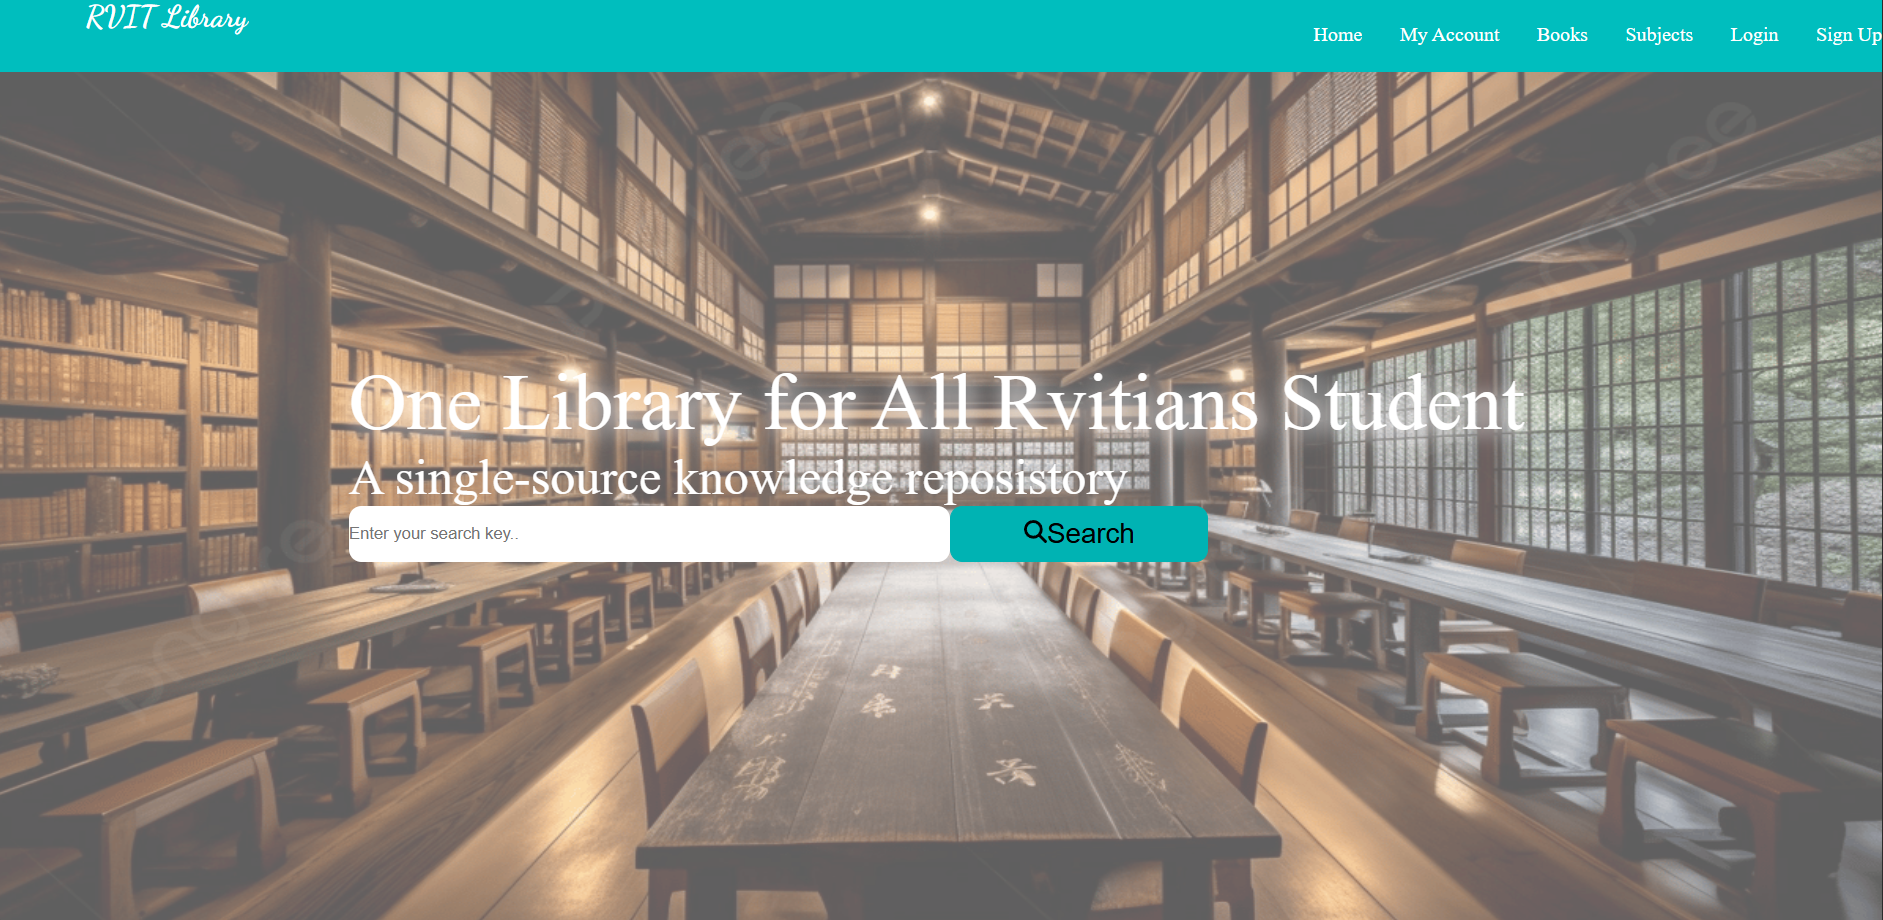 RVIT Library
Home My Account Books Subjects Login Sign Up
One Library for All Rvitians Student
A single-source knowledge reposistory
Enter your search key..
Search